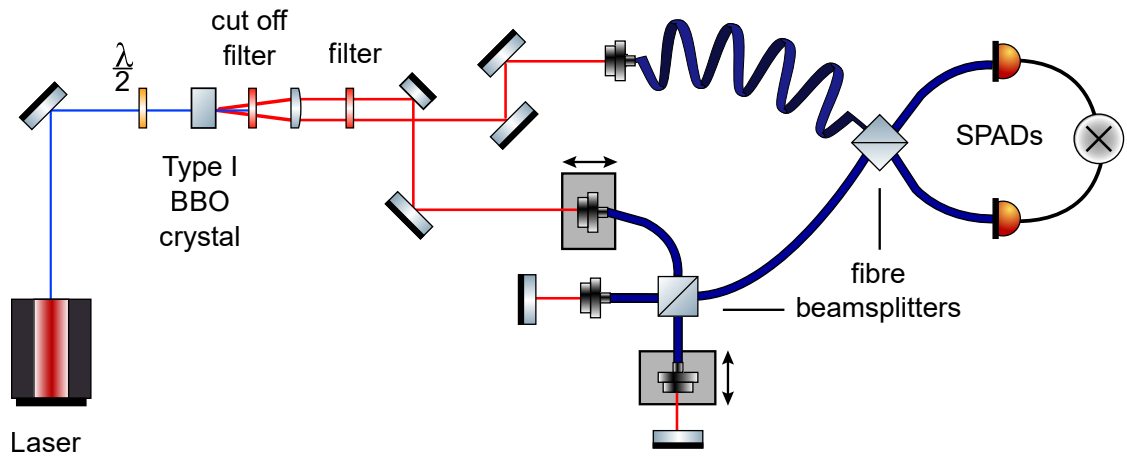 cut off
filter
filter
λ
2
Type I
BBO
crystal
SPADs
fibre
beamsplitters
Laser